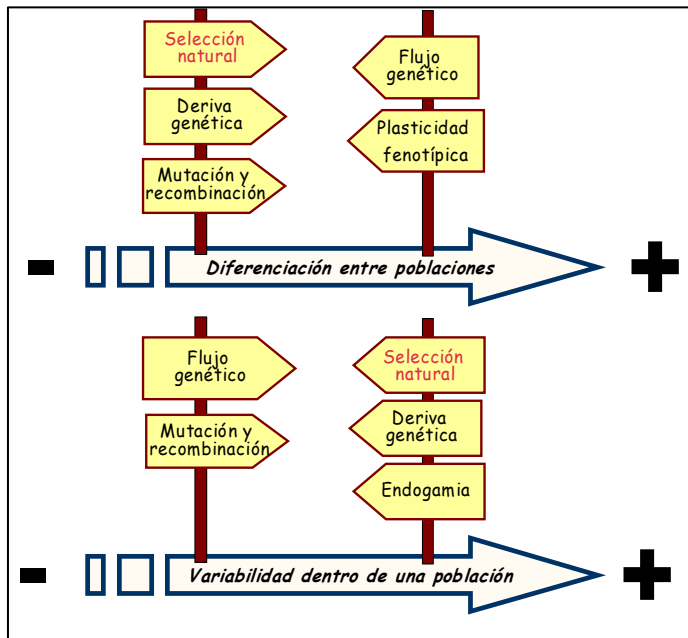 Selección
natural
Deriva
genética
Mutación y
recombinación
Flujo
genético
Plasticidad
fenotípica
- Diferenciación entre poblaciones +
Flujo
genético
Mutación y
recombinación
Selección
natural
Deriva
genética
Endogamia
- Variabilidad dentro de una población +